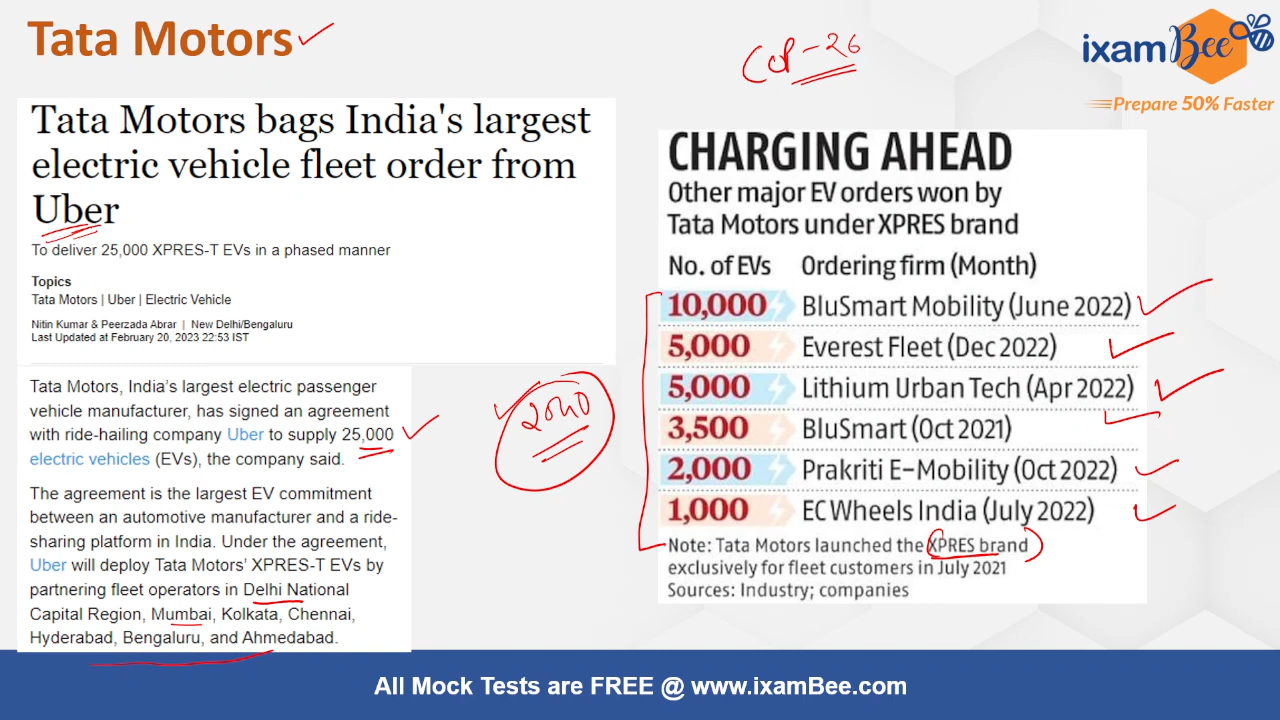 Tata Motors
COP-26
ixamBee
Prepare 50% Faster
Tata Motors bags India's largest
electric vehicle fleet order from
Uber
To deliver 25,000 XPRES-T EVs in a phased manner
Topics
Tata Motors | Uber | Electric Vehicle
Nitin Kumar & Peerzada Abrar | New Delhi/Bengaluru
Last Updated at February 20, 2023 22:53 IST
Tata Motors, India's largest electric passenger
vehicle manufacturer, has signed an agreement
with ride-hailing company Uber to supply 25,000
electric vehicles (EVs), the company said.
The agreement is the largest EV commitment
between an automotive manufacturer and a ride-
sharing platform in India. Under the agreement,
Uber will deploy Tata Motors' XPRES-T EVs by
partnering fleet operators in Delhi National
Capital Region, Mumbai, Kolkata, Chennai,
Hyderabad, Bengaluru, and Ahmedabad.
2040
CHARGING AHEAD
Other major EV orders won by
Tata Motors under XPRES brand
No. of EVs Ordering firm (Month)
10,000 BluSmart Mobility (June 2022)
5,000 Everest Fleet (Dec 2022)
5,000 Lithium Urban Tech (Apr 2022)
3,500 BluSmart (Oct 2021)
2,000 Prakriti E-Mobility (Oct 2022)
1,000 EC Wheels India (July 2022)
Note: Tata Motors launched the XPRES brand
exclusively for fleet customers in July 2021
Sources: Industry; companies
All Mock Tests are FREE @ www.ixamBee.com